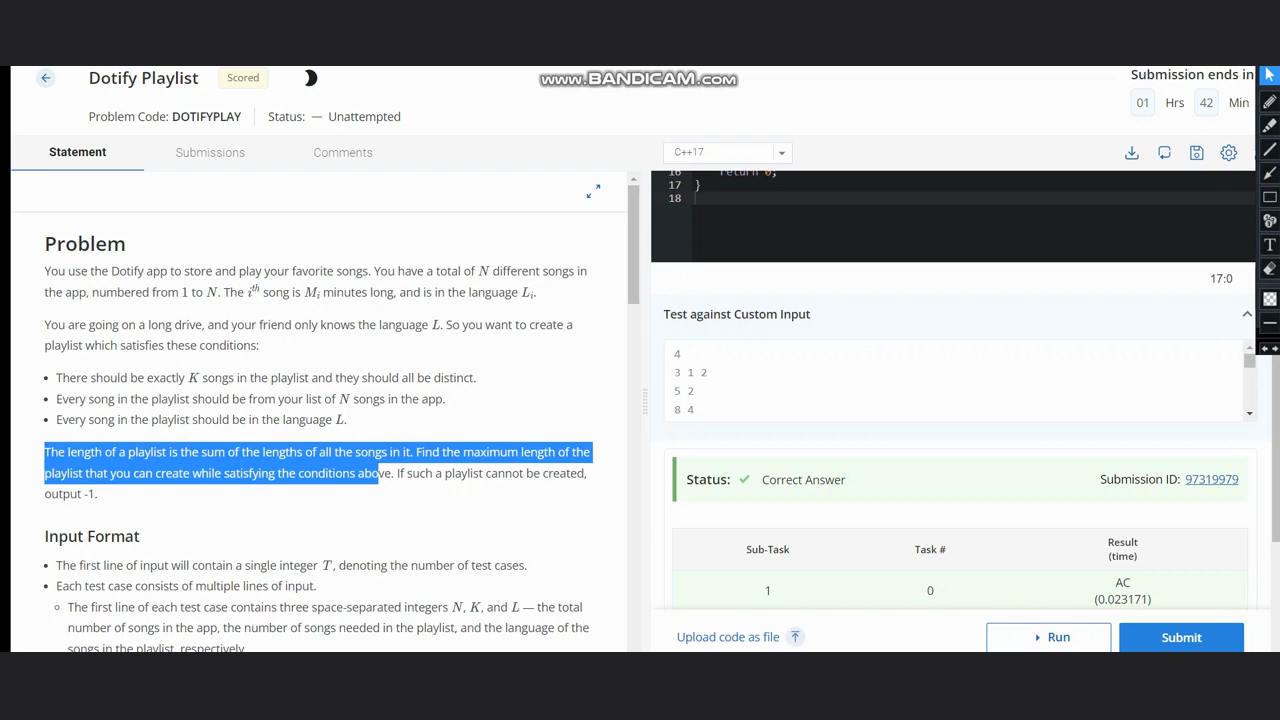 Dotify Playlist
Scored
www.BANDICAM.com
Submission ends in
Problem Code: DOTIFYPLAY
Status: — Unattempted
01 Hrs 42 Min
Statement
Submissions
Comments
C++17
16 return 0;
17 }
18
Problem
You use the Dotify app to store and play your favorite songs. You have a total of N different songs in
the app, numbered from 1 to N. The i^th song is M_i minutes long, and is in the language L_i.
You are going on a long drive, and your friend only knows the language L. So you want to create a
playlist which satisfies these conditions:
• There should be exactly K songs in the playlist and they should all be distinct.
• Every song in the playlist should be from your list of N songs in the app.
• Every song in the playlist should be in the language L.
The length of a playlist is the sum of the lengths of all the songs in it. Find the maximum length of the
playlist that you can create while satisfying the conditions above. If such a playlist cannot be created,
output -1.
Input Format
• The first line of input will contain a single integer T, denoting the number of test cases.
• Each test case consists of multiple lines of input.
◦ The first line of each test case contains three space-separated integers N, K, and L — the total
number of songs in the app, the number of songs needed in the playlist, and the language of the
songs in the playlist, respectively
17:0
Test against Custom Input
4
3 1 2
5 2
8 4
Status: ✓ Correct Answer
Submission ID: 97319979
Sub-Task
Task #
Result
(time)
1
0
AC
(0.023171)
Upload code as file
Run
Submit
T